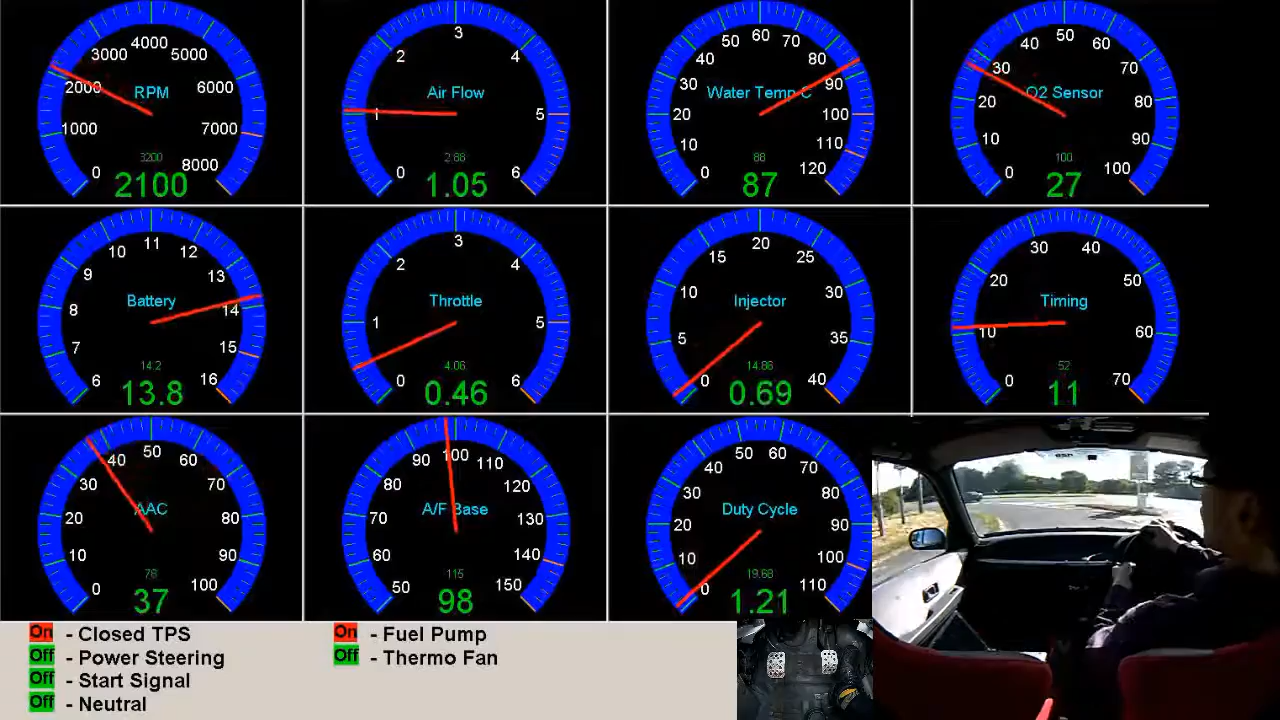 RPM
0 1000 2000 3000 4000 5000 6000 7000 8000
3200
2100
Air Flow
0 1 2 3 4 5 6
2.88
1.05
Water Temp C
0 10 20 30 40 50 60 70 80 90 100 110 120
88
87
O2 Sensor
0 10 20 30 40 50 60 70 80 90 100
100
27
Battery
6 7 8 9 10 11 12 13 14 15 16
14.2
13.8
Throttle
0 1 2 3 4 5 6
4.06
0.46
Injector
0 5 10 15 20 25 30 35 40
14.86
0.69
Timing
0 10 20 30 40 50 60 70
52
11
AAC
0 10 20 30 40 50 60 70 80 90 100
78
37
A/F Base
50 60 70 80 90 100 110 120 130 140 150
115
98
Duty Cycle
0 10 20 30 40 50 60 70 80 90 100 110
19.68
1.21
On - Closed TPS
Off - Power Steering
Off - Start Signal
Off - Neutral
On - Fuel Pump
Off - Thermo Fan